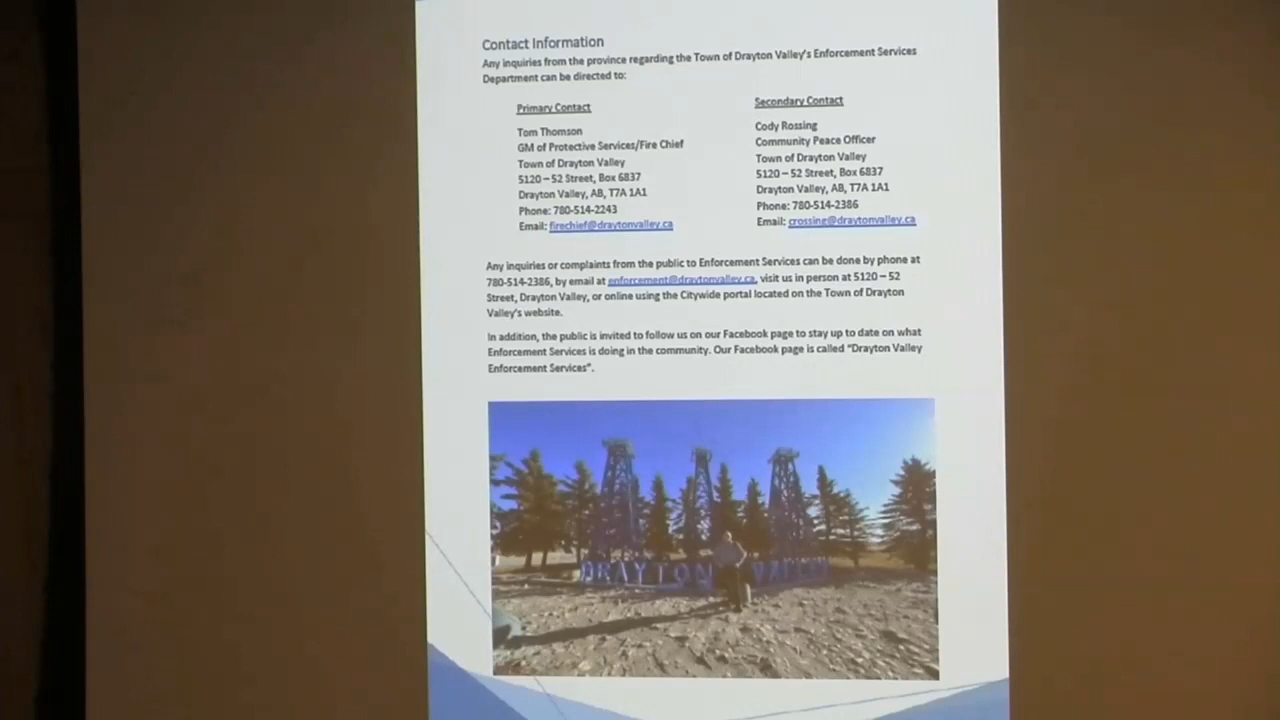 Contact Information
Any inquiries from the province regarding the Town of Drayton Valley's Enforcement Services
Department can be directed to:
Primary Contact
Tom Thomson
GM of Protective Services/Fire Chief
Town of Drayton Valley
5120 – 52 Street, Box 6837
Drayton Valley, AB, T7A 1A1
Phone: 780-514-2243
Email: firechief@draytonvalley.ca
Secondary Contact
Cody Rossing
Community Peace Officer
Town of Drayton Valley
5120 – 52 Street, Box 6837
Drayton Valley, AB, T7A 1A1
Phone: 780-514-2386
Email: crossing@draytonvalley.ca
Any inquiries or complaints from the public to Enforcement Services can be done by phone at
780-514-2386, by email at enforcement@draytonvalley.ca, visit us in person at 5120 – 52
Street, Drayton Valley, or online using the Citywide portal located on the Town of Drayton
Valley's website.
In addition, the public is invited to follow us on our Facebook page to stay up to date on what
Enforcement Services is doing in the community. Our Facebook page is called "Drayton Valley
Enforcement Services".
DRAYTON VALLEY